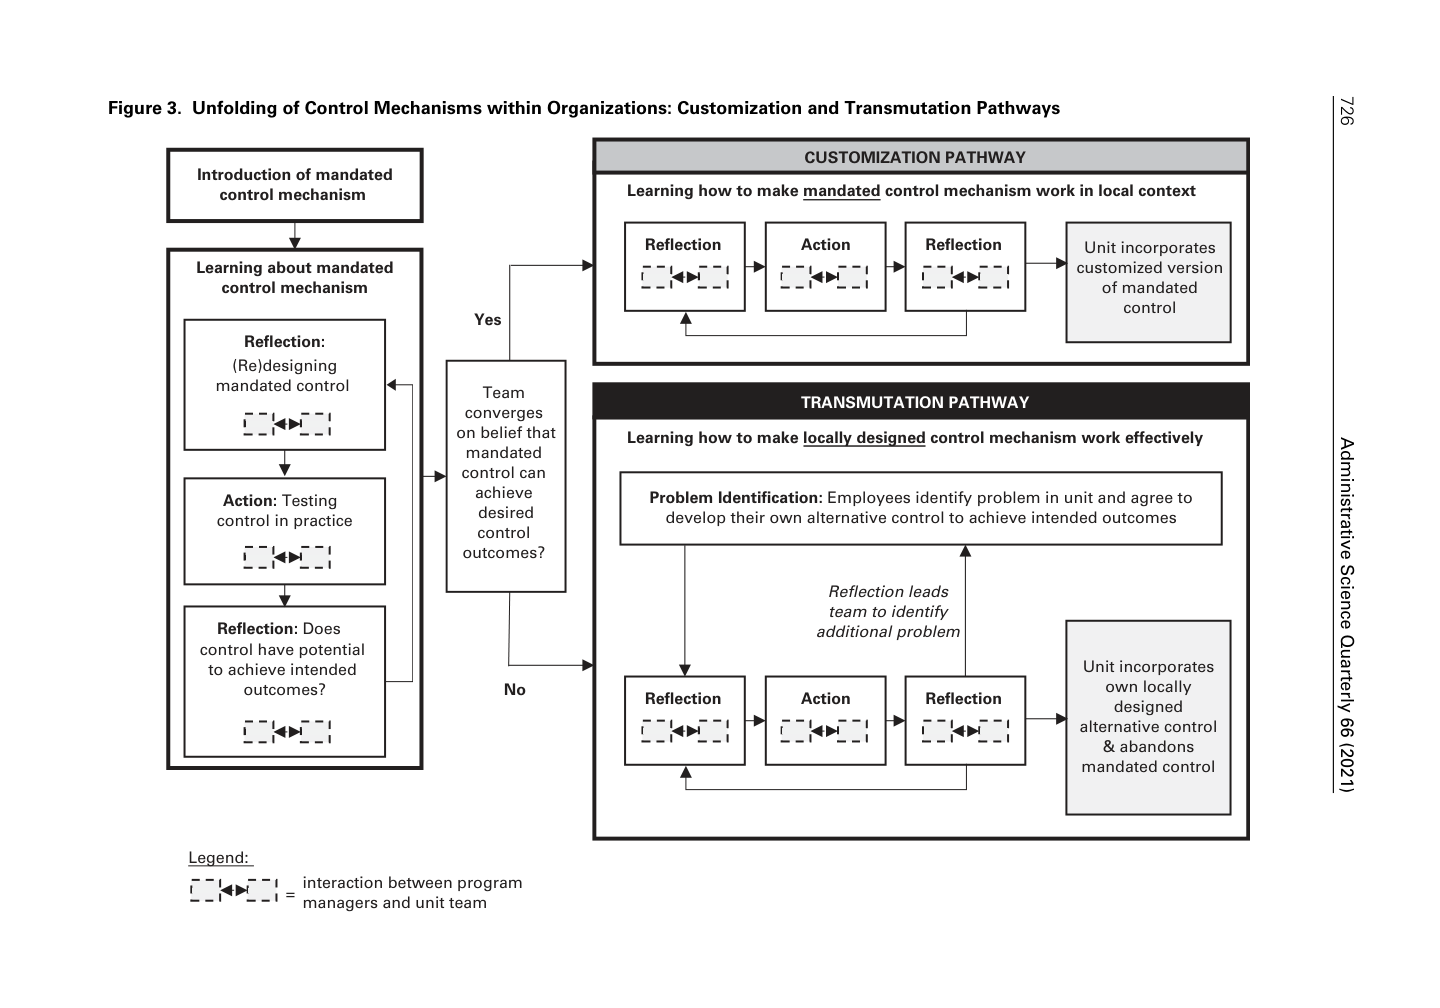 Figure 3. Unfolding of Control Mechanisms within Organizations: Customization and Transmutation Pathways
Introduction of mandated
control mechanism
Learning about mandated
control mechanism
Reflection:
(Re)designing
mandated control
Action: Testing
control in practice
Reflection: Does
control have potential
to achieve intended
outcomes?
Team
converges
on belief that
mandated
control can
achieve
desired
control
outcomes?
Yes
No
CUSTOMIZATION PATHWAY
Learning how to make mandated control mechanism work in local context
Reflection
Action
Reflection
Unit incorporates
customized version
of mandated
control
TRANSMUTATION PATHWAY
Learning how to make locally designed control mechanism work effectively
Problem Identification: Employees identify problem in unit and agree to
develop their own alternative control to achieve intended outcomes
Reflection leads
team to identify
additional problem
Reflection
Action
Reflection
Unit incorporates
own locally
designed
alternative control
& abandons
mandated control
Legend:
= interaction between program
managers and unit team
726
Administrative Science Quarterly 66 (2021)